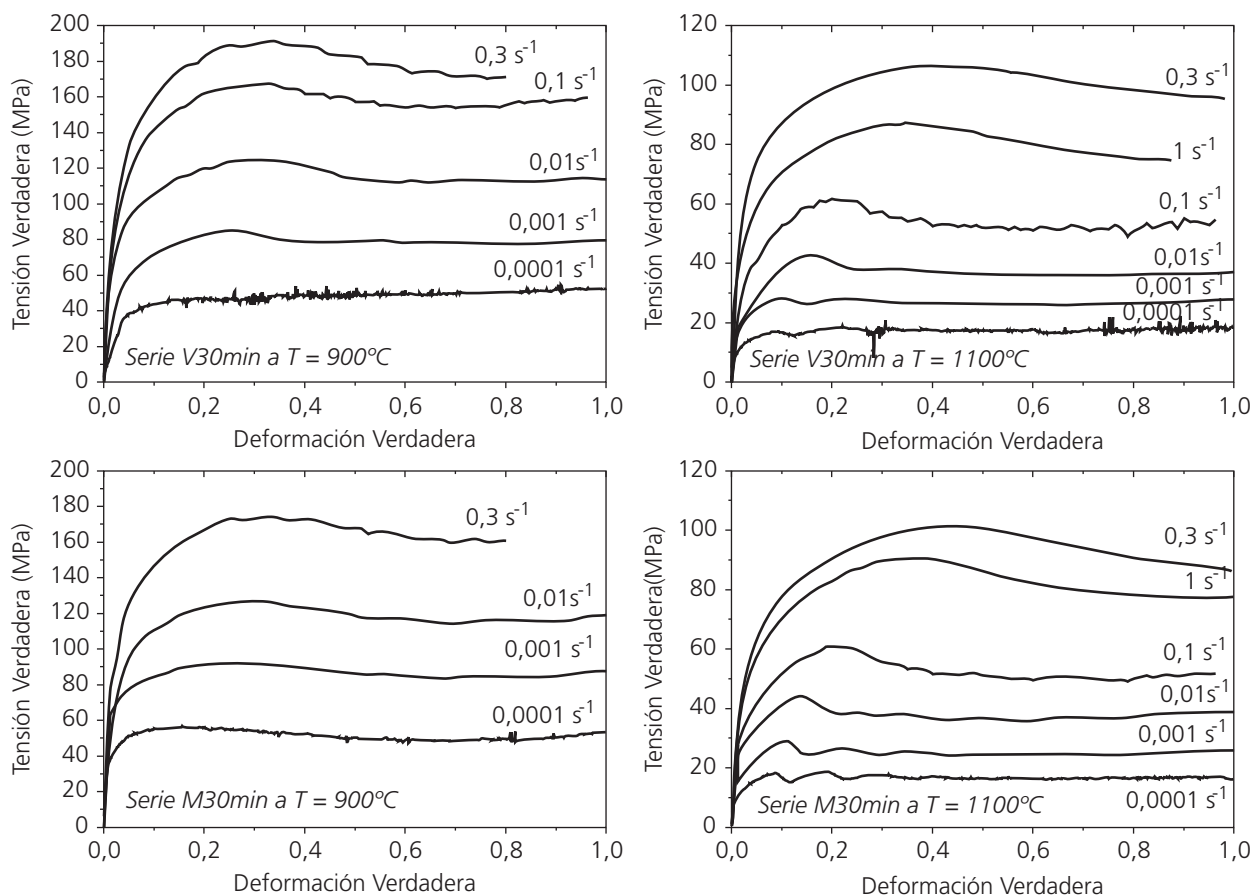 Tensión Verdadera (MPa)
200
180
160
140
120
100
80
60
40
20
0
0,3 s-1
0,1 s-1
0,01s-1
0,001 s-1
0,0001 s-1
Serie V30min a T = 900ºC
0,0 0,2 0,4 0,6 0,8 1,0
Deformación Verdadera
Tensión Verdadera (MPa)
120
100
80
60
40
20
0
0,3 s-1
1 s-1
0,1 s-1
0,01s-1
0,001 s-1
0,0001 s-1
Serie V30min a T = 1100ºC
0,0 0,2 0,4 0,6 0,8 1,0
Deformación Verdadera
Tensión Verdadera (MPa)
200
180
160
140
120
100
80
60
40
20
0
0,3 s-1
0,01s-1
0,001 s-1
0,0001 s-1
Serie M30min a T = 900ºC
0,0 0,2 0,4 0,6 0,8 1,0
Deformación Verdadera
Tensión Verdadera(MPa)
120
100
80
60
40
20
0
0,3 s-1
1 s-1
0,1 s-1
0,01s-1
0,001 s-1
0,0001 s-1
Serie M30min a T = 1100ºC
0,0 0,2 0,4 0,6 0,8 1,0
Deformación Verdadera